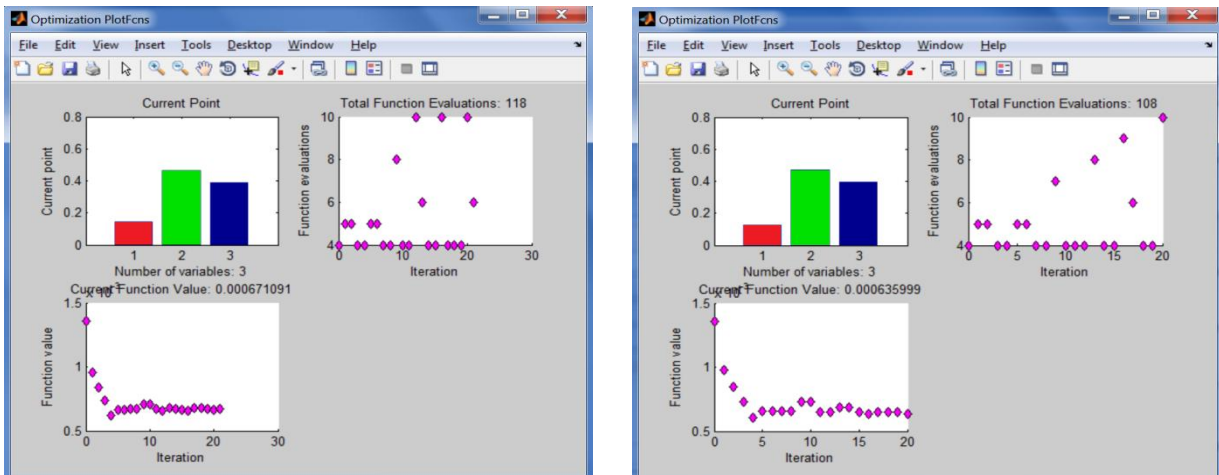 Optimization PlotFcns
File Edit View Insert Tools Desktop Window Help
Current Point
Current point
0.8
0.6
0.4
0.2
0
1 2 3
Number of variables: 3
Total Function Evaluations: 118
Function evaluations
10
8
6
4
0 10 20 30
Iteration
Current Function Value: 0.000671091
x 10
Function value
1.5
1
0.5
0 10 20 30
Iteration
Optimization PlotFcns
File Edit View Insert Tools Desktop Window Help
Current Point
Current point
0.8
0.6
0.4
0.2
0
1 2 3
Number of variables: 3
Total Function Evaluations: 108
Function evaluations
10
8
6
4
0 5 10 15 20
Iteration
Current Function Value: 0.000635999
x 10
Function value
1.5
1
0.5
0 5 10 15 20
Iteration